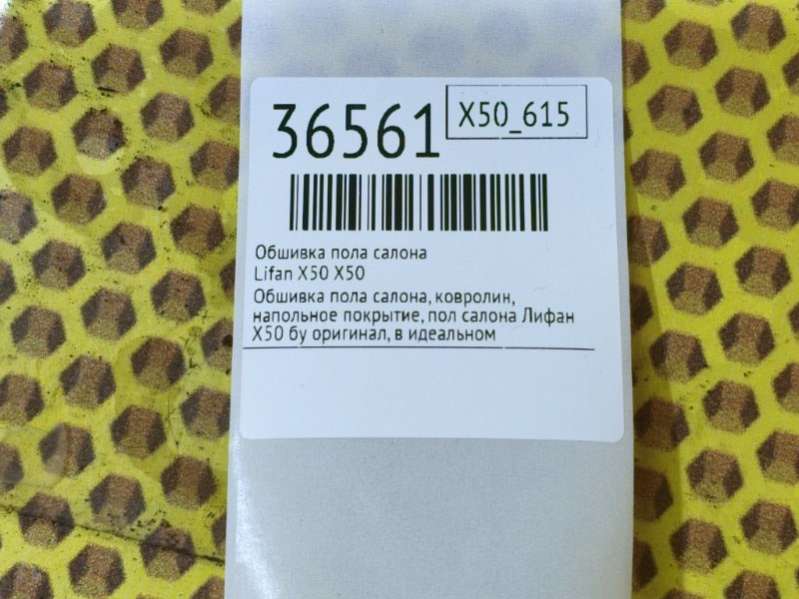 36561
X50_615
Обшивка пола салона
Lifan X50 X50
Обшивка пола салона, ковролин,
напольное покрытие, пол салона Лифан
Х50 бу оригинал, в идеальном